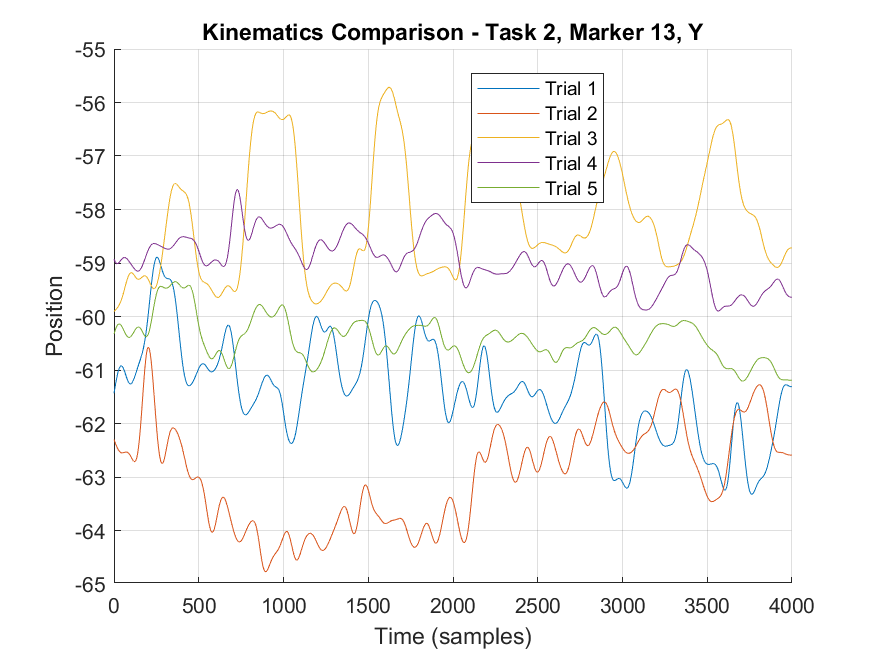 Kinematics Comparison - Task 2, Marker 13, Y
-55
-56
-57
-58
-59
-60
-61
-62
-63
-64
-65
Position
Trial 1
Trial 2
Trial 3
Trial 4
Trial 5
0 500 1000 1500 2000 2500 3000 3500 4000
Time (samples)